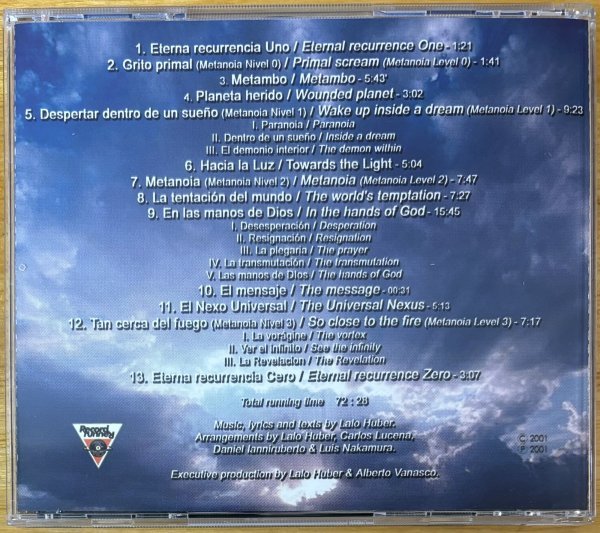 1. Eterna recurrencia Uno / Eternal recurrence One - 1:21
2. Grito primal (Metanoia Nivel 0) / Primal scream (Metanoia Level 0) - 1:41
3. Metambo / Metambo - 5:43'
4. Planeta herido / Wounded planet - 3:02
5. Despertar dentro de un sueño (Metanoia Nivel 1) / Wake up inside a dream (Metanoia Level 1) - 9:23
I. Paranoia / Paranoia
II. Dentro de un sueño / Inside a dream
III. El demonio interior / The demon within
6. Hacia la Luz / Towards the Light - 5:04
7. Metanoia (Metanoia Nivel 2) / Metanoia (Metanoia Level 2) - 7:47
8. La tentación del mundo / The world's temptation - 7:27
9. En las manos de Dios / In the hands of God - 15:45
I. Desesperación / Desperation
II. Resignación / Resignation
III. La plegaria / The prayer
IV. La transmutación / The transmutation
V. Las manos de Dios / The hands of God
10. El mensaje / The message - 00:31
11. El Nexo Universal / The Universal Nexus - 5:13
12. Tan cerca del fuego (Metanoia Nivel 3) / So close to the fire (Metanoia Level 3) - 7:17
I. La vorágine / The vortex
II. Ver el infinito / See the infinity
III. La Revelacion / The Revelation
13. Eterna recurrencia Cero / Eternal recurrence Zero - 3:07
Total running time 72:28
Record
runner
Music, lyrics and texts by Lalo Huber.
Arrangements by Lalo Huber, Carlos Lucena,
Daniel Ianniruberto & Luis Nakamura.
C 2001
P 2001
Executive production by Lalo Huber & Alberto Vanasco.